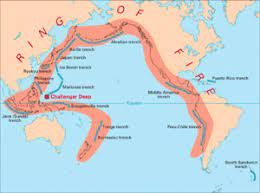 RING OF FIRE
Kurile trench
Aleutian trench
Japan trench
Izu Bonin trench
Ryukyu trench
Philippine trench
Marianas trench
Challenger Deep
Bougainville trench
Java (Sunda) trench
Equator
Tonga trench
Kermadec trench
Middle America trench
Puerto Rico trench
Peru-Chile trench
South Sandwich trench